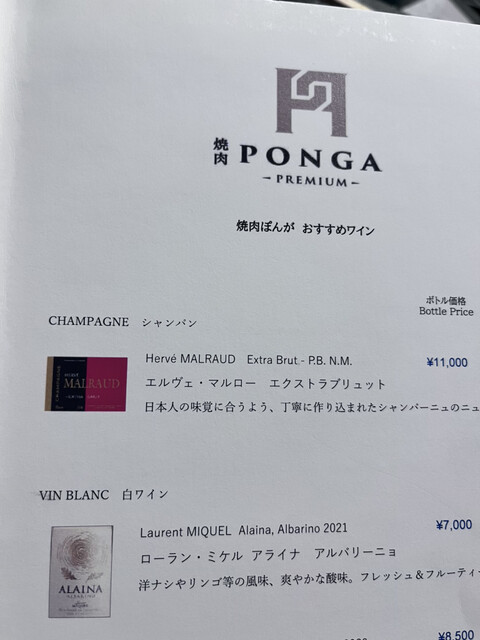 焼肉 PONGA
PREMIUM
焼肉ぽんが おすすめワイン
ボトル価格
Bottle Price
CHAMPAGNE シャンパン
Hervé MALRAUD Extra Brut - P.B. N.M. ¥11,000
エルヴェ・マルロー エクストラブリュット
日本人の味覚に合うよう、丁寧に作り込まれたシャンパーニュのニュ
MALRAUD
VIN BLANC 白ワイン
Laurent MIQUEL Alaina, Albarino 2021 ¥7,000
ローラン・ミケル アライナ アルバリーニョ
洋ナシやリンゴ等の風味、爽やかな酸味。フレッシュ&フルーティ
ALAINA
¥8,500